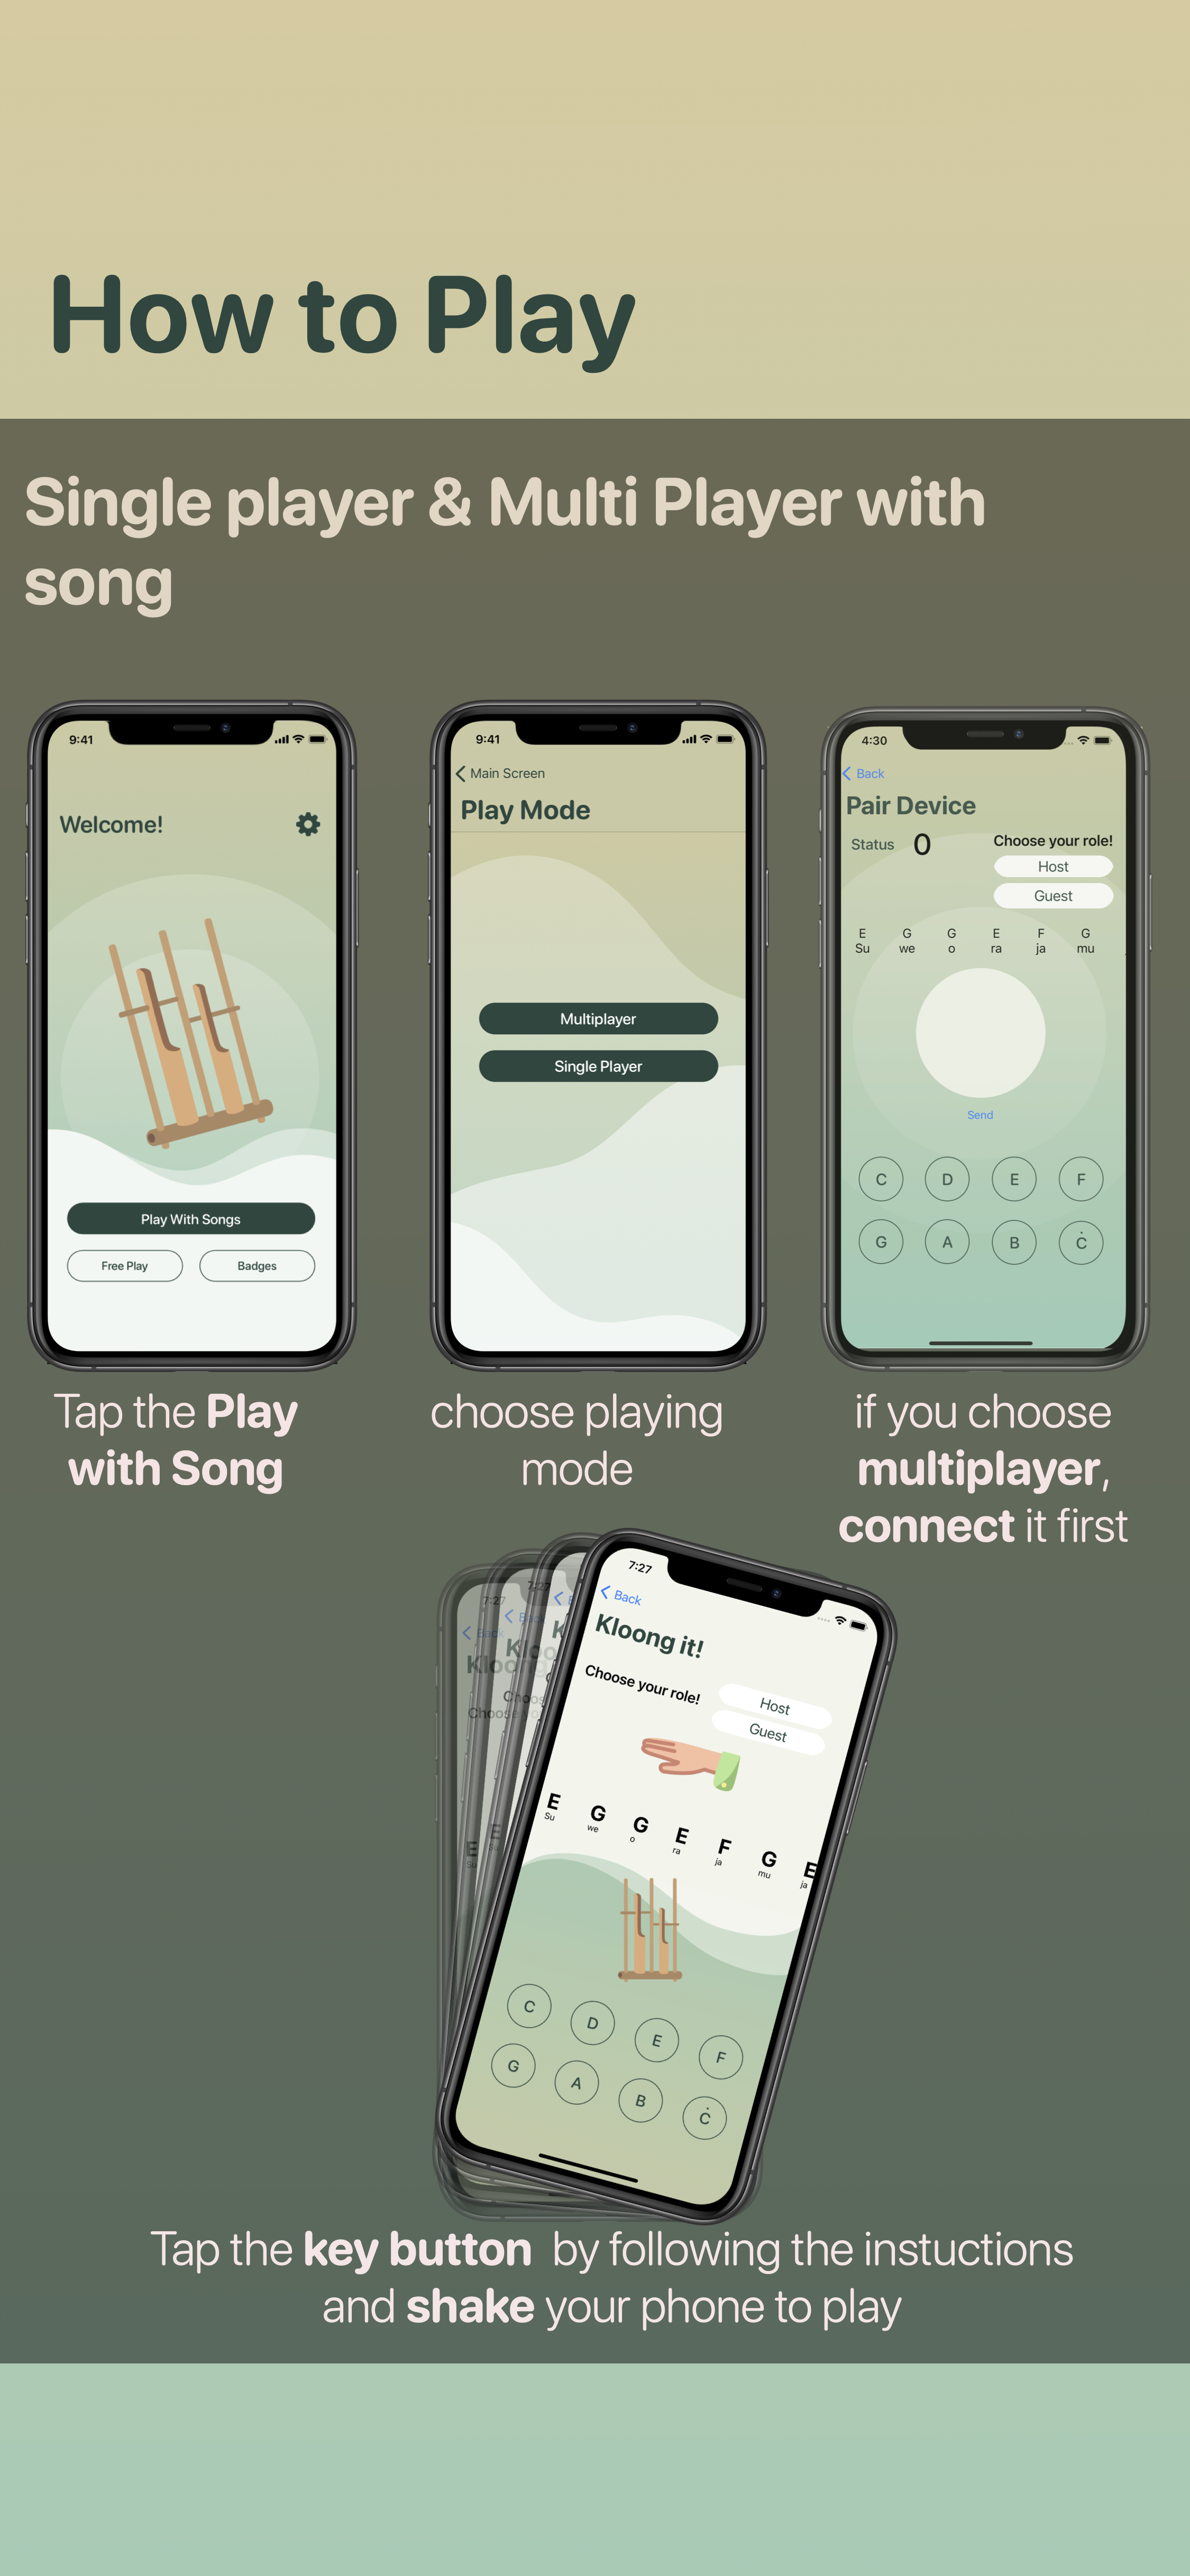 How to Play
Single player & Multi Player with
song
9:41
Welcome!
Play With Songs
Free Play
Badges
9:41
Main Screen
Play Mode
Multiplayer
Single Player
4:30
Back
Pair Device
Status 0
Choose your role!
Host
Guest
E G G E F G
Su we o ra ja mu
Send
C D E F
G A B Ċ
Tap the Play
with Song
choose playing
mode
if you choose
multiplayer,
connect it first
7:27
Back
Kloong it!
Choose your role!
Host
Guest
E G G E F G E
Su we o ra ja mu ja
C D E F
G A B Ċ
Tap the key button by following the instuctions
and shake your phone to play